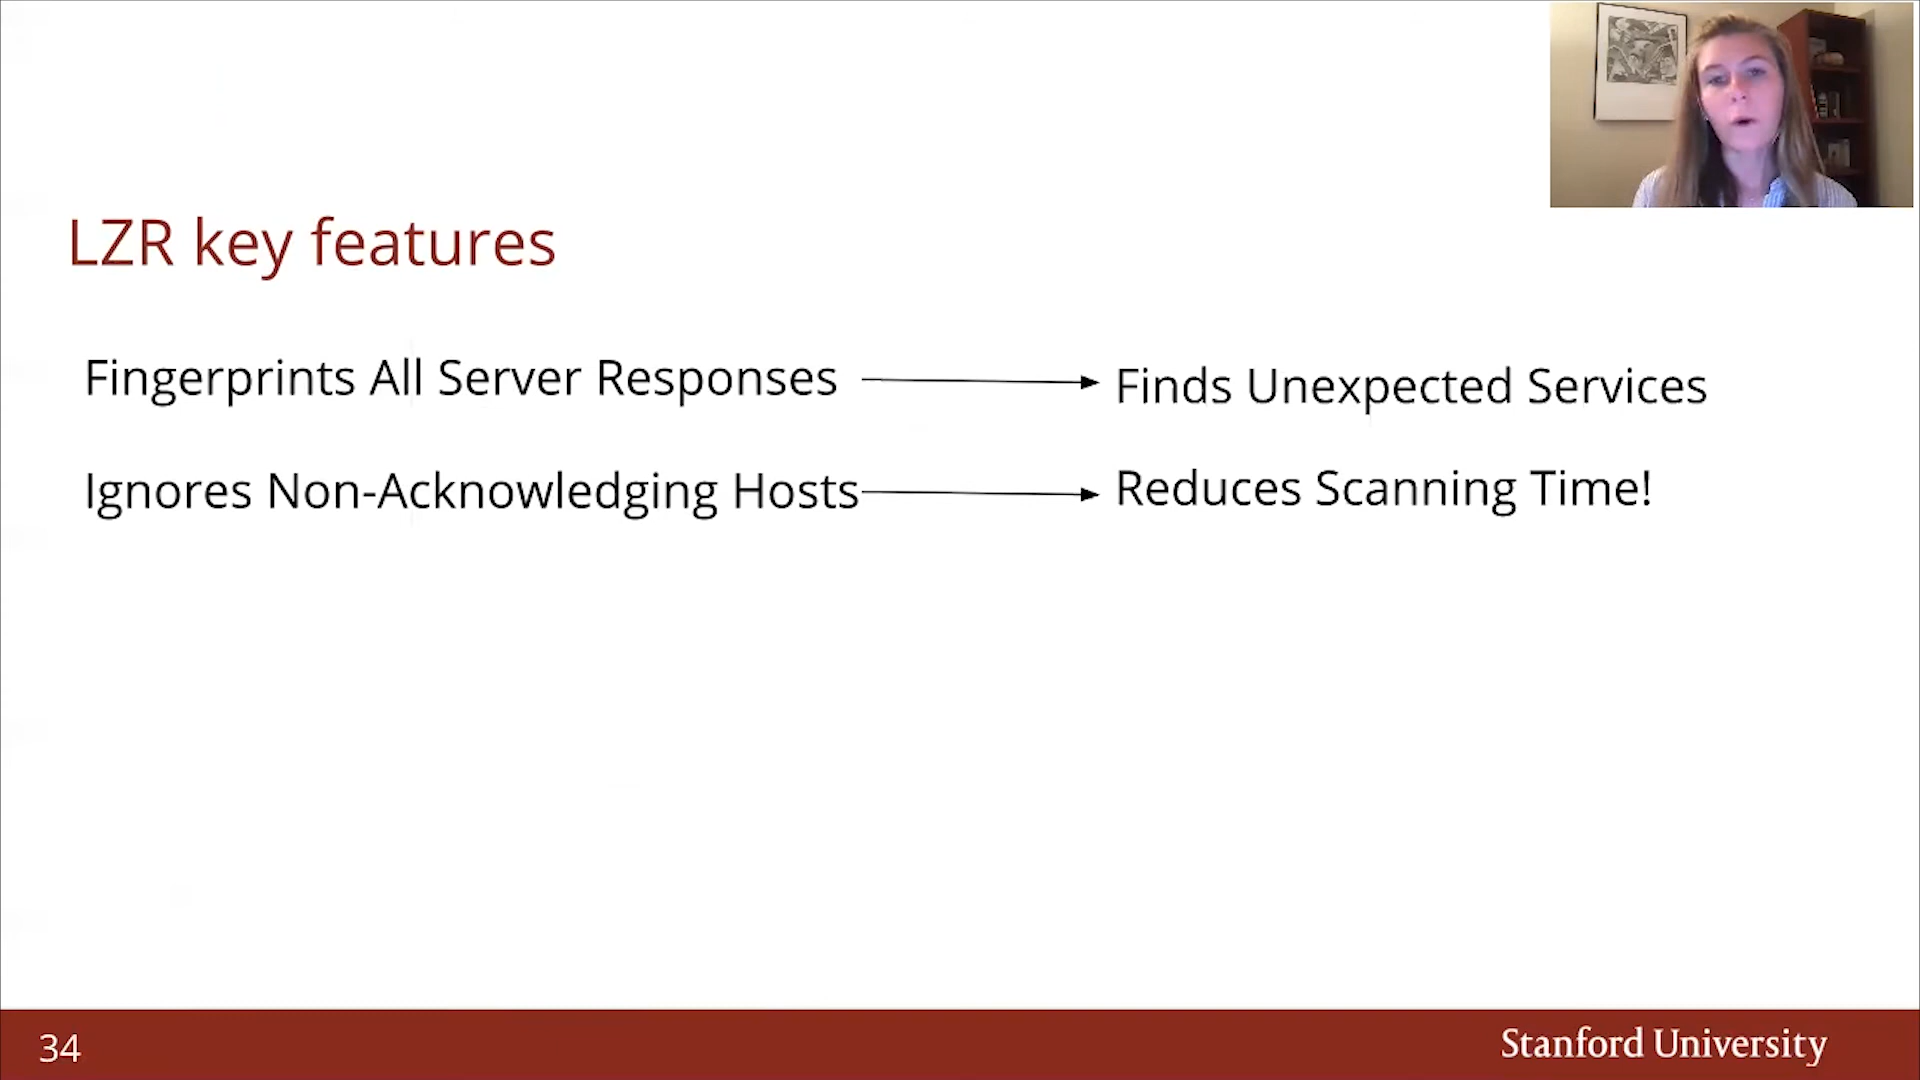 LZR key features
Fingerprints All Server Responses
Finds Unexpected Services
Ignores Non-Acknowledging Hosts
Reduces Scanning Time!
34
Stanford University